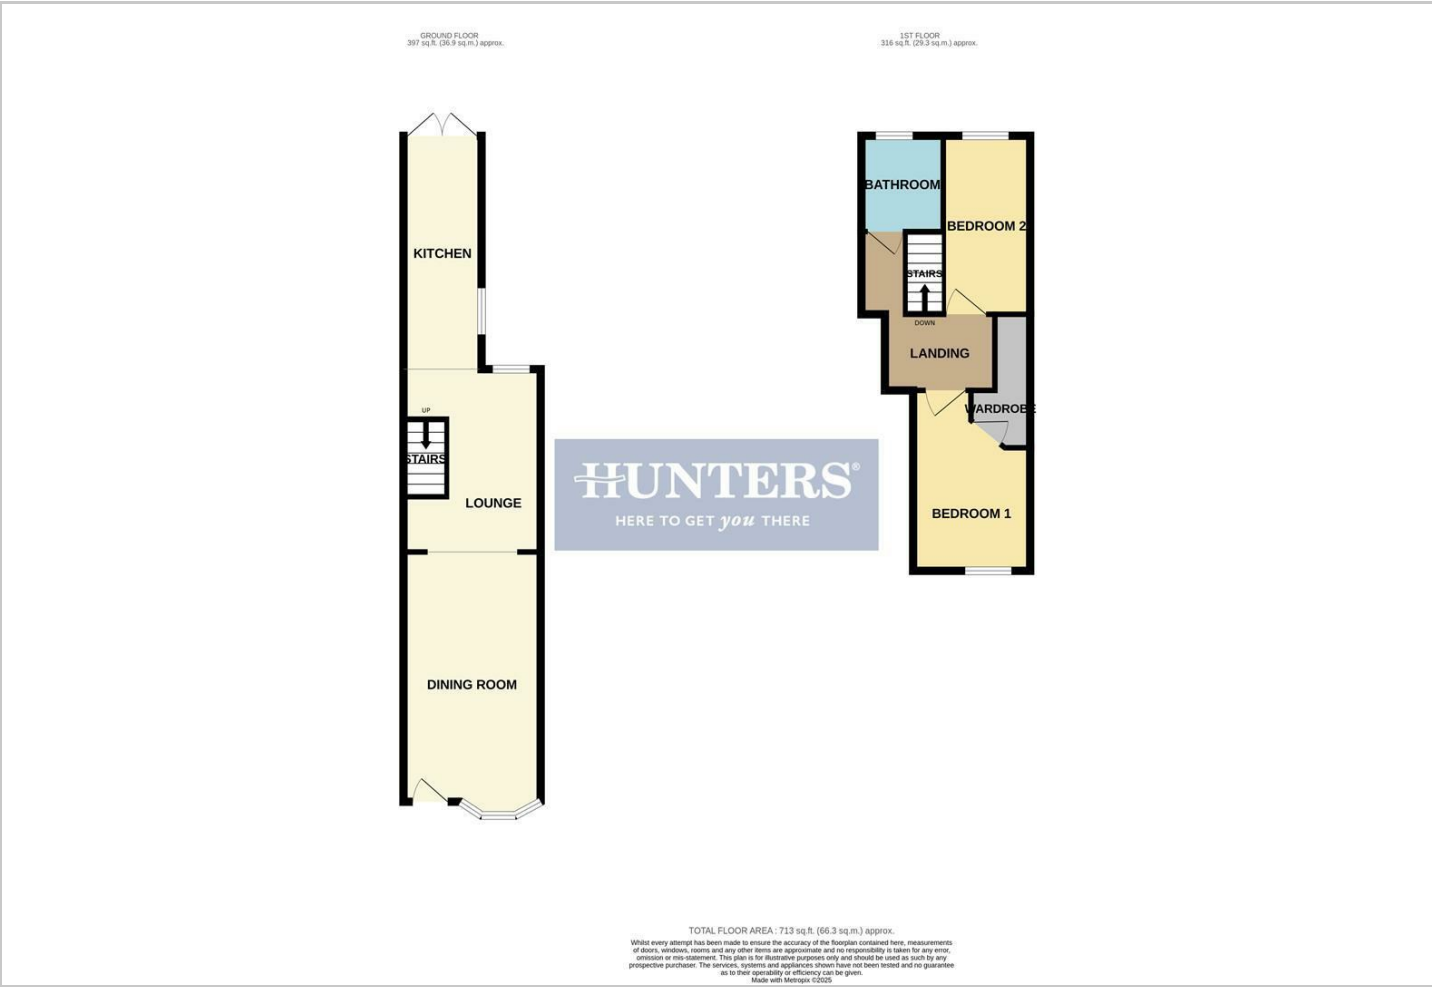 GROUND FLOOR
397 sq.ft. (36.9 sq.m.) approx.
1ST FLOOR
316 sq.ft. (29.3 sq.m.) approx.
KITCHEN
UP
STAIRS
LOUNGE
DINING ROOM
BATHROOM
BEDROOM 2
STAIRS
DOWN
LANDING
WARDROBE
BEDROOM 1
HUNTERS®
HERE TO GET you THERE
TOTAL FLOOR AREA : 713 sq.ft. (66.3 sq.m.) approx.
Whilst every attempt has been made to ensure the accuracy of the floorplan contained here, measurements
of doors, windows, rooms and any other items are approximate and no responsibility is taken for any error,
omission or mis-statement. This plan is for illustrative purposes only and should be used as such by any
prospective purchaser. The services, systems and appliances shown have not been tested and no guarantee
as to their operability or efficiency can be given.
Made with Metropix ©2025